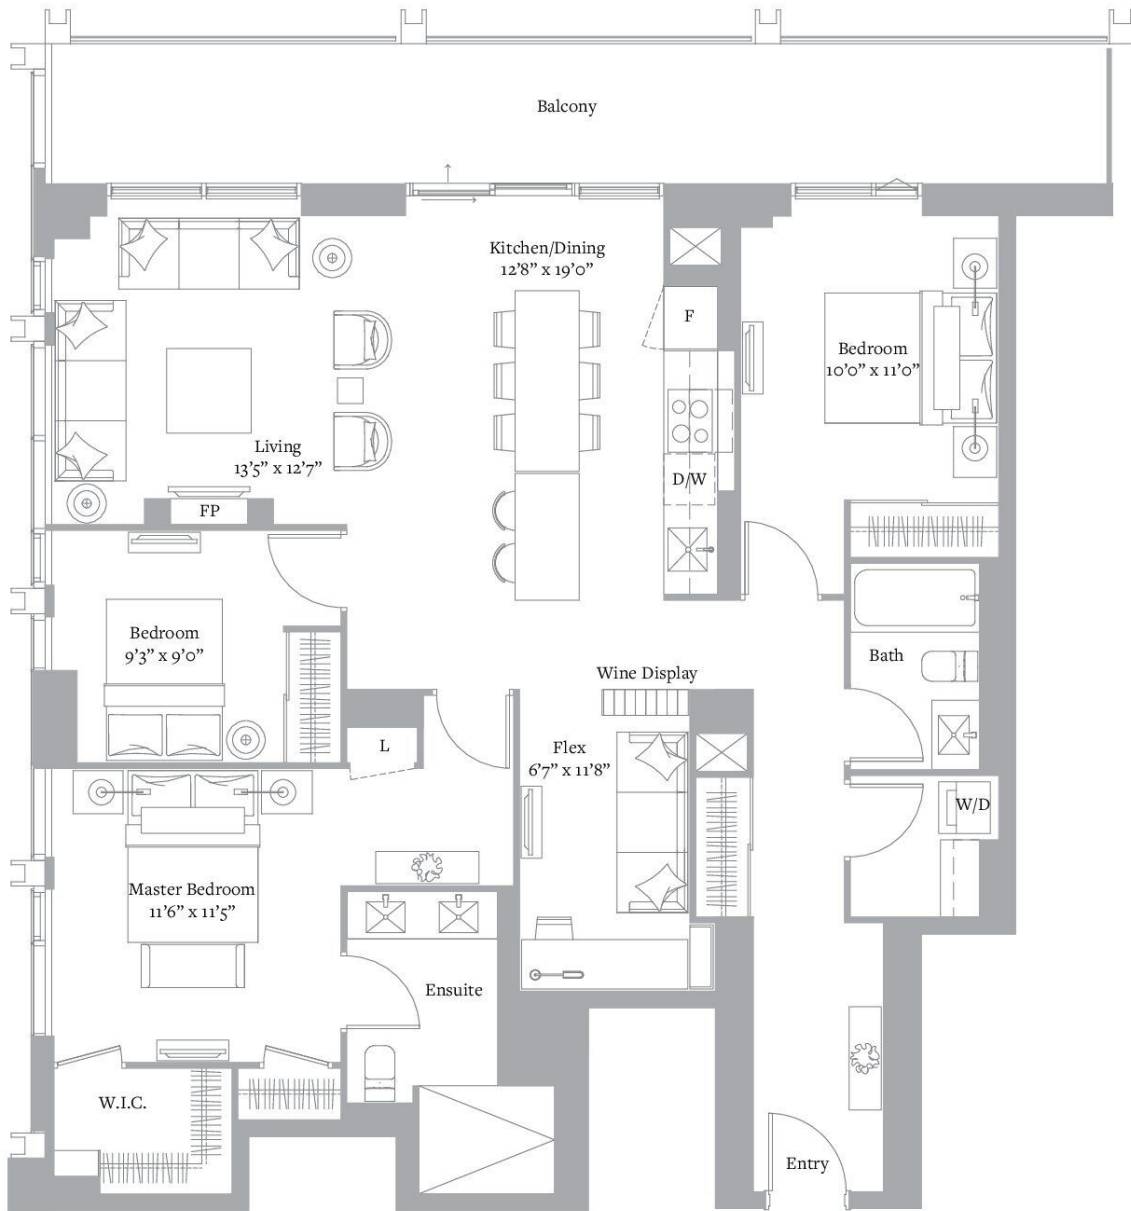 Balcony
Kitchen/Dining
12’8” x 19’0”
F
Bedroom
10’0” x 11’0”
Living
13’5” x 12’7”
D/W
FP
Bedroom
9’3” x 9’0”
Bath
Wine Display
L
Flex
6’7” x 11’8”
W/D
Master Bedroom
11’6” x 11’5”
Ensuite
W.I.C.
Entry